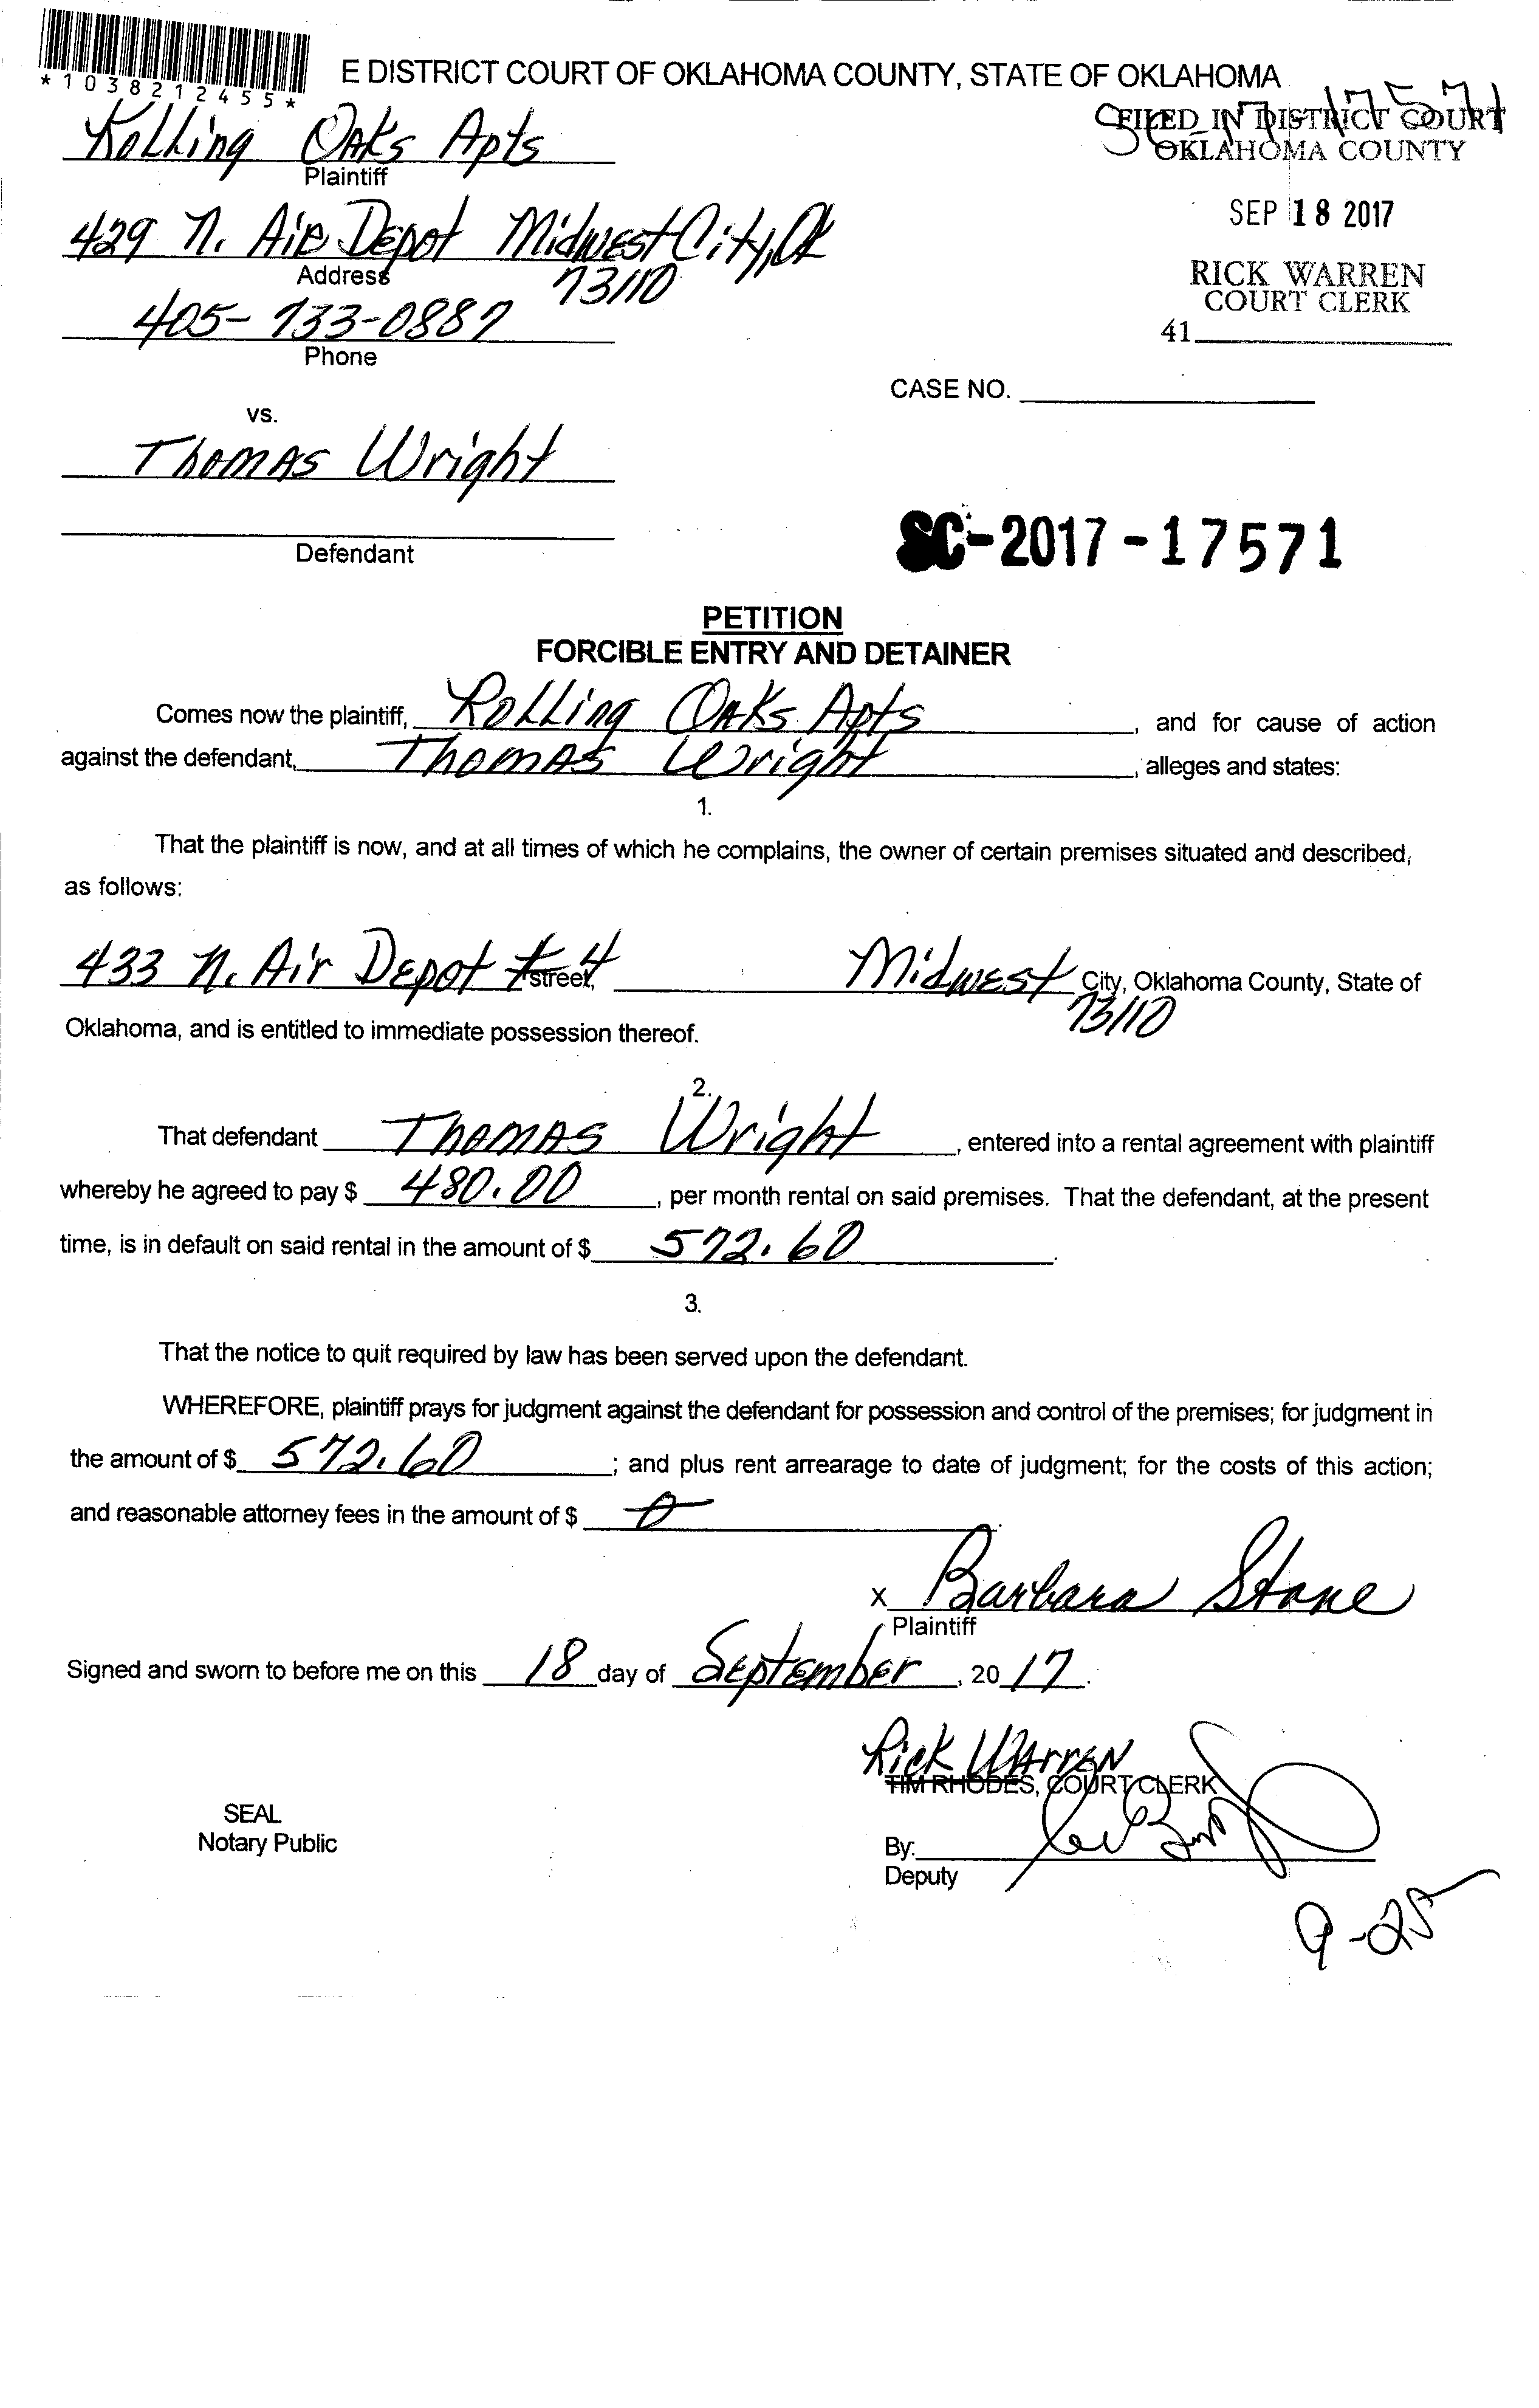 *1038212455*
E DISTRICT COURT OF OKLAHOMA COUNTY, STATE OF OKLAHOMA
SC-17-17571
FILED IN DISTRICT COURT
OKLAHOMA COUNTY
Rolling Oaks Apts
Plaintiff
SEP 18 2017
429 N. Air Depot Midwest City, Ok
Address
73110
RICK WARREN
COURT CLERK
405-733-0887
41
Phone
CASE NO.
vs.
Thomas Wright
Defendant
SC-2017-17571
PETITION
FORCIBLE ENTRY AND DETAINER
Comes now the plaintiff, Rolling Oaks Apts, and for cause of action
against the defendant, Thomas Wright, alleges and states:
1.
That the plaintiff is now, and at all times of which he complains, the owner of certain premises situated and described,
as follows:
433 N. Air Depot #4 street, Midwest City, Oklahoma County, State of
73110
Oklahoma, and is entitled to immediate possession thereof.
2.
That defendant Thomas Wright, entered into a rental agreement with plaintiff
whereby he agreed to pay $ 480.00, per month rental on said premises. That the defendant, at the present
time, is in default on said rental in the amount of $ 572.60.
3.
That the notice to quit required by law has been served upon the defendant.
WHEREFORE, plaintiff prays for judgment against the defendant for possession and control of the premises; for judgment in
the amount of $ 572.60; and plus rent arrearage to date of judgment; for the costs of this action;
and reasonable attorney fees in the amount of $ 0.
X Barbara Stone
Plaintiff
Signed and sworn to before me on this 18 day of September, 2017.
Rick Warren
TIM RHODES, COURT CLERK
SEAL
Notary Public
By:
Deputy